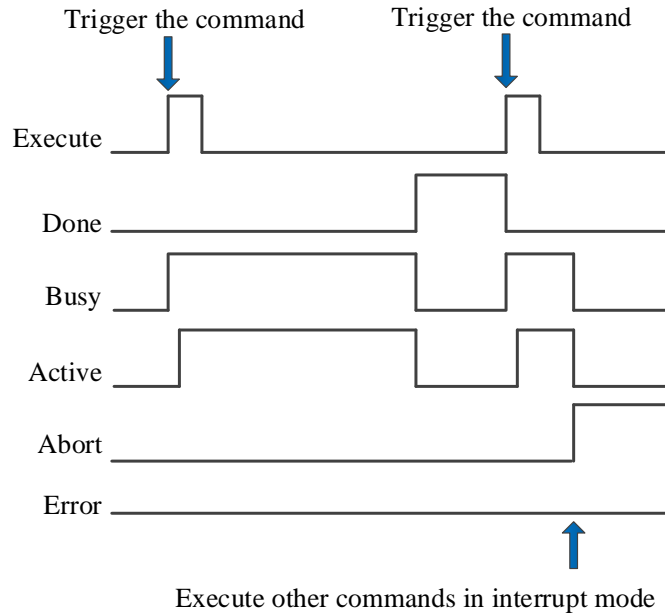 Trigger the command
Trigger the command
Execute
Done
Busy
Active
Abort
Error
Execute other commands in interrupt mode